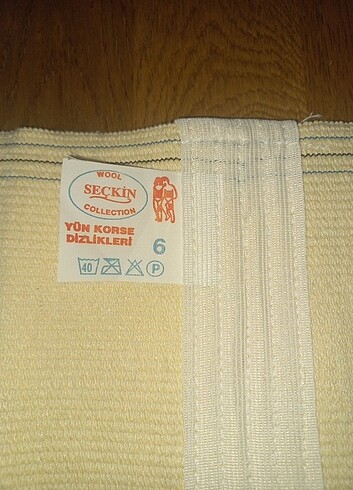 WOOL
SEÇKİN
COLLECTION
YÜN KORSE
DİZLİKLERİ
6
40
P